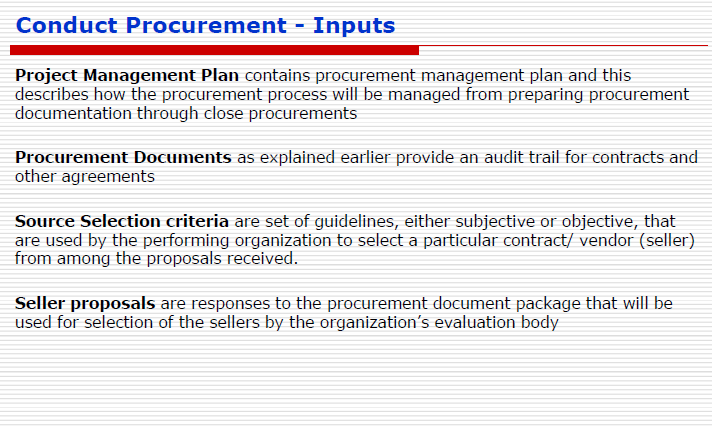 Conduct Procurement - Inputs
Project Management Plan contains procurement management plan and this
describes how the procurement process will be managed from preparing procurement
documentation through close procurements
Procurement Documents as explained earlier provide an audit trail for contracts and
other agreements
Source Selection criteria are set of guidelines, either subjective or objective, that
are used by the performing organization to select a particular contract/ vendor (seller)
from among the proposals received.
Seller proposals are responses to the procurement document package that will be
used for selection of the sellers by the organization’s evaluation body